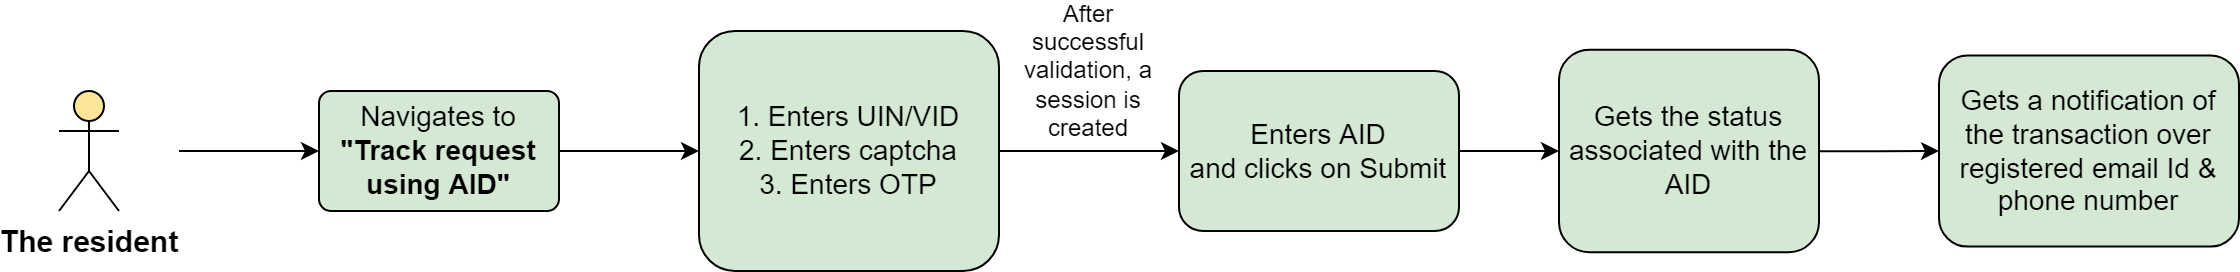 The resident
Navigates to
"Track request
using AID"
1. Enters UIN/VID
2. Enters captcha
3. Enters OTP
After
successful
validation, a
session is
created
Enters AID
and clicks on Submit
Gets the status
associated with the
AID
Gets a notification of
the transaction over
registered email Id &
phone number